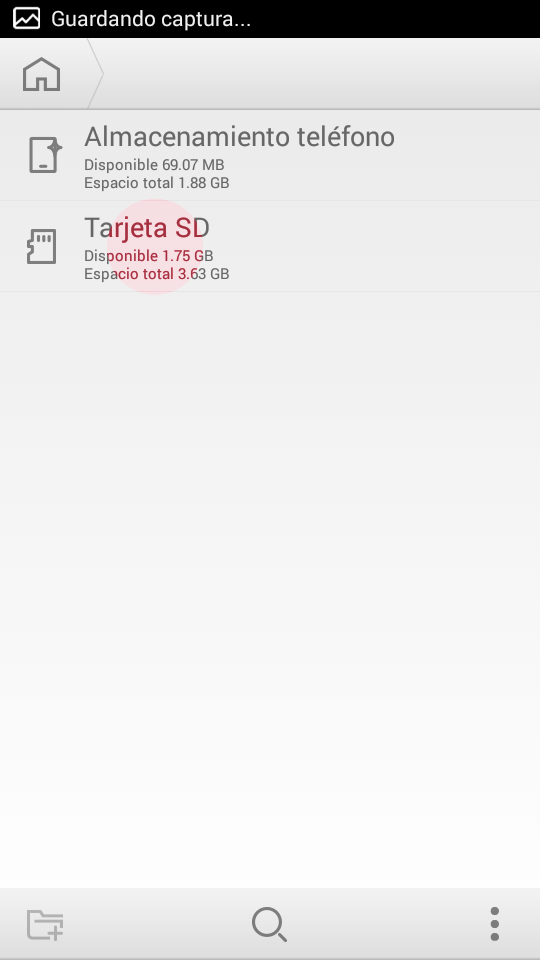 Guardando captura...
Almacenamiento teléfono
Disponible 69.07 MB
Espacio total 1.88 GB
Tarjeta SD
Disponible 1.75 GB
Espacio total 3.63 GB